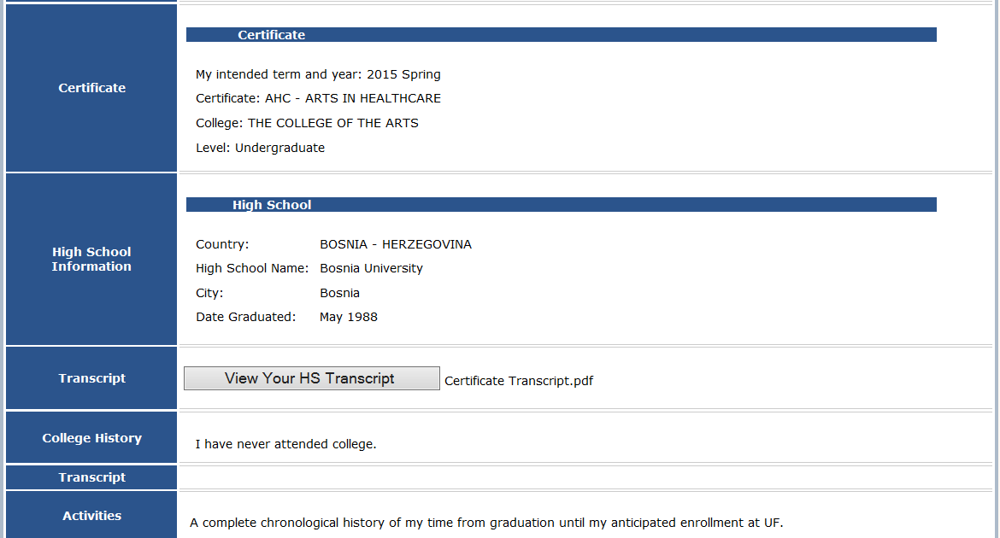 Certificate
Certificate
My intended term and year: 2015 Spring
Certificate: AHC - ARTS IN HEALTHCARE
College: THE COLLEGE OF THE ARTS
Level: Undergraduate
High School
High School
Information
Country: BOSNIA - HERZEGOVINA
High School Name: Bosnia University
City: Bosnia
Date Graduated: May 1988
Transcript
View Your HS Transcript Certificate Transcript.pdf
College History
I have never attended college.
Transcript
Activities
A complete chronological history of my time from graduation until my anticipated enrollment at UF.